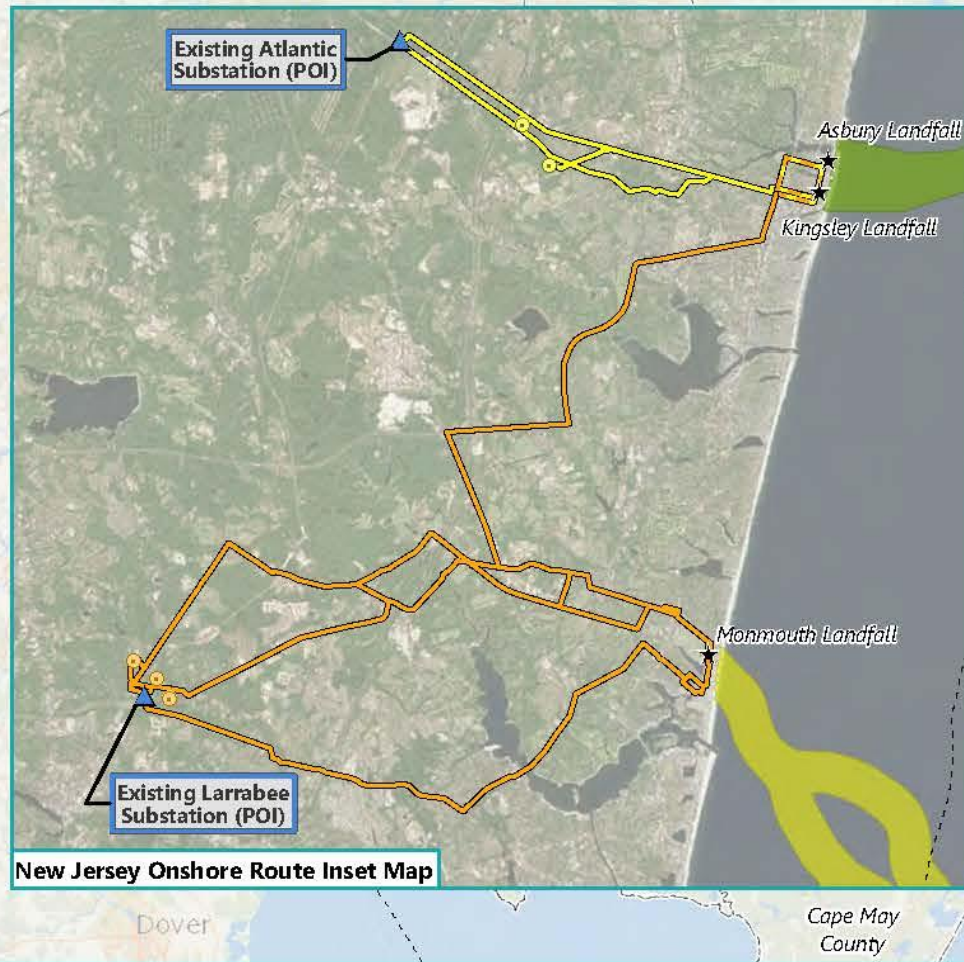 Existing Atlantic
Substation (POI)
Asbury Landfall
Kingsley Landfall
Monmouth Landfall
Existing Larrabee
Substation (POI)
New Jersey Onshore Route Inset Map
Dover
Cape May
County